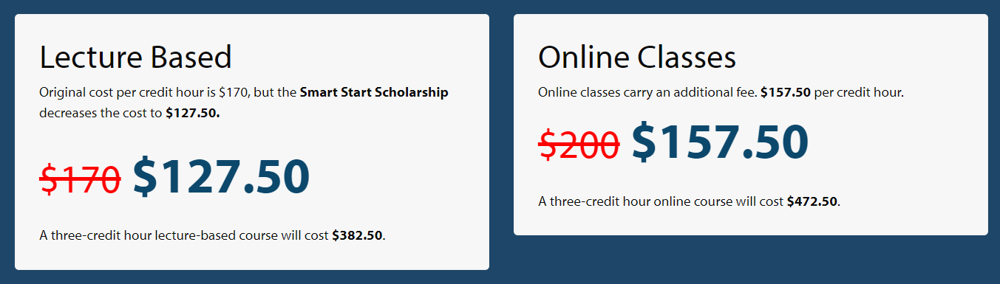 Lecture Based
Original cost per credit hour is $170, but the Smart Start Scholarship
decreases the cost to $127.50.
$170 $127.50
A three-credit hour lecture-based course will cost $382.50.
Online Classes
Online classes carry an additional fee. $157.50 per credit hour.
$200 $157.50
A three-credit hour online course will cost $472.50.